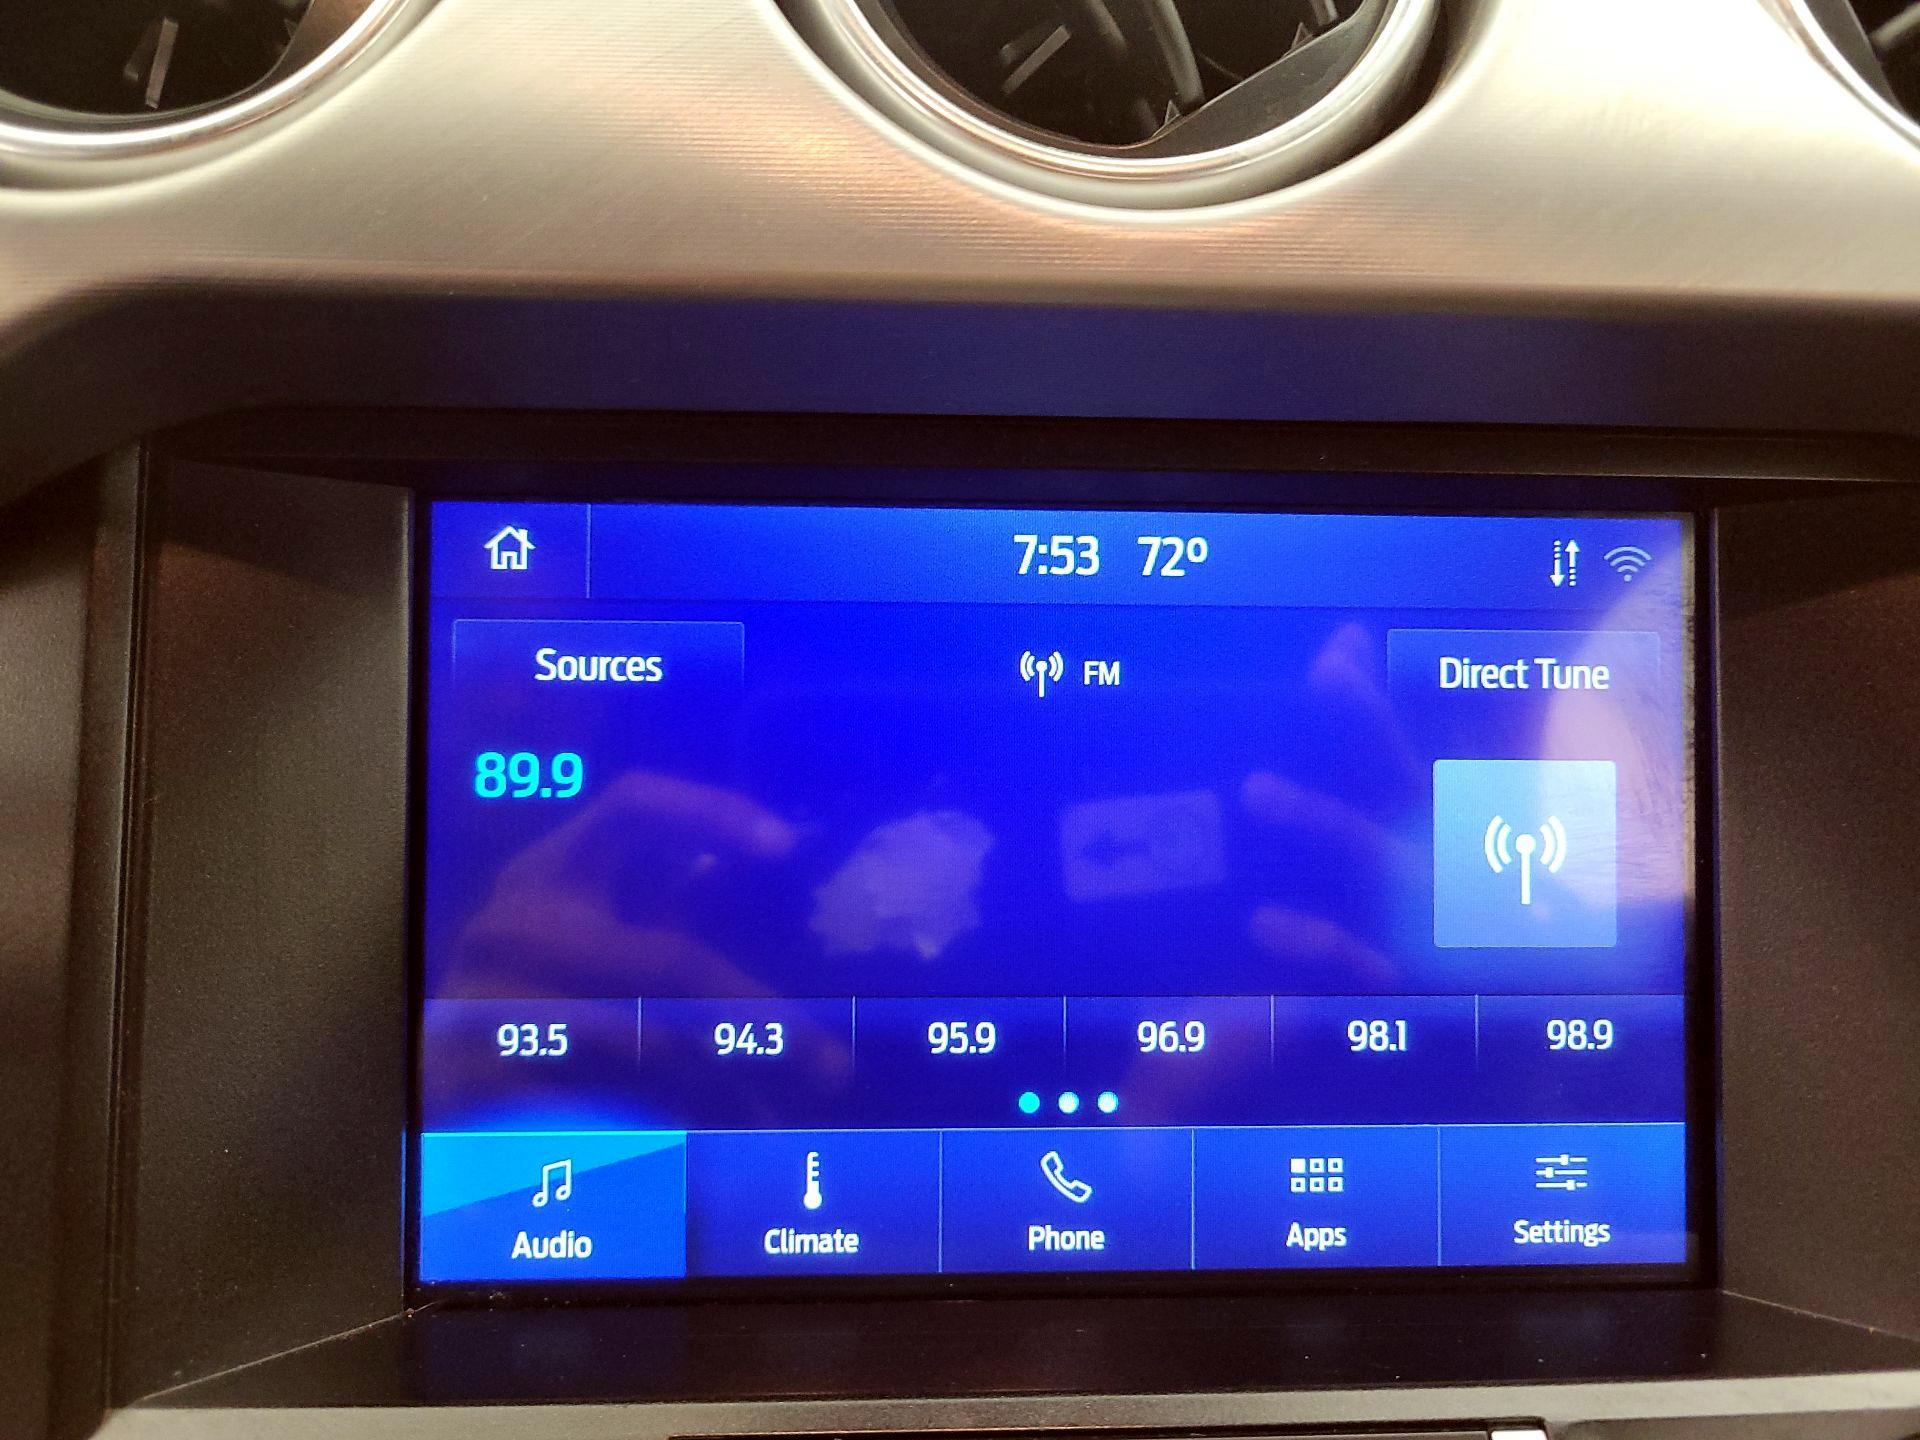 7:53 72º
Sources FM Direct Tune
89.9
93.5 94.3 95.9 96.9 98.1 98.9
Audio Climate Phone Apps Settings